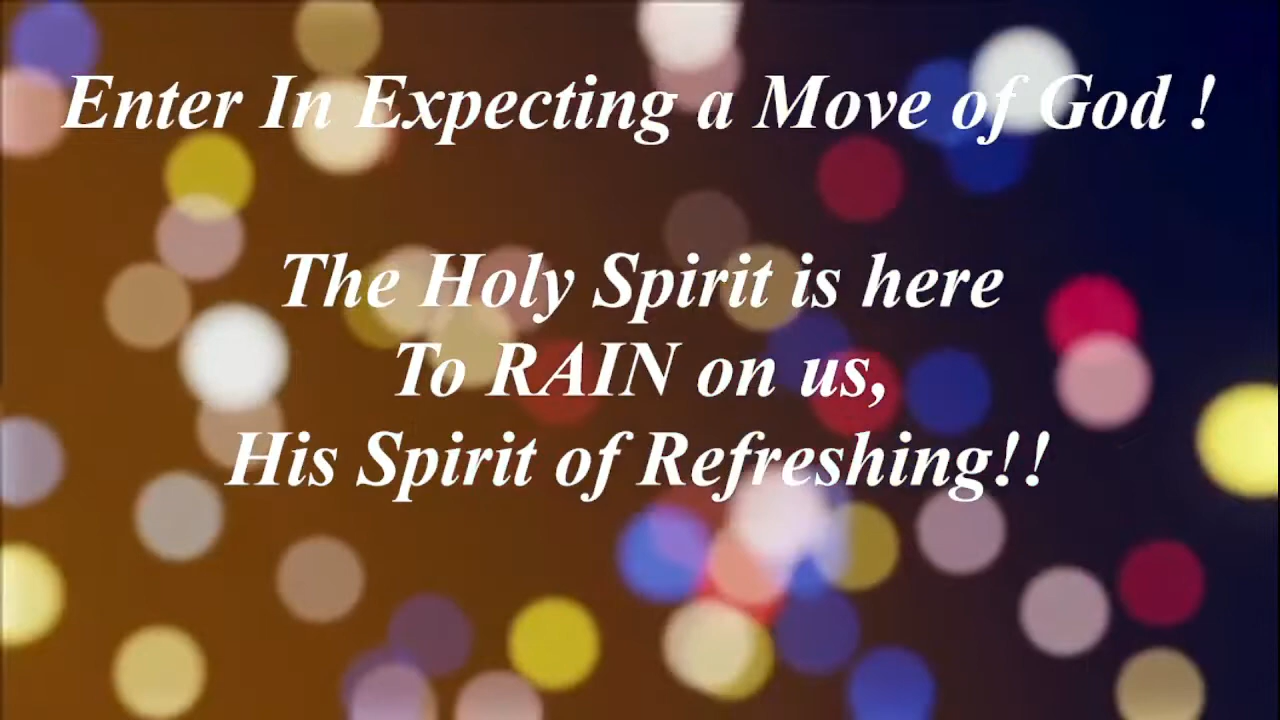 Enter In Expecting a Move of God !
The Holy Spirit is here
To RAIN on us,
His Spirit of Refreshing!!